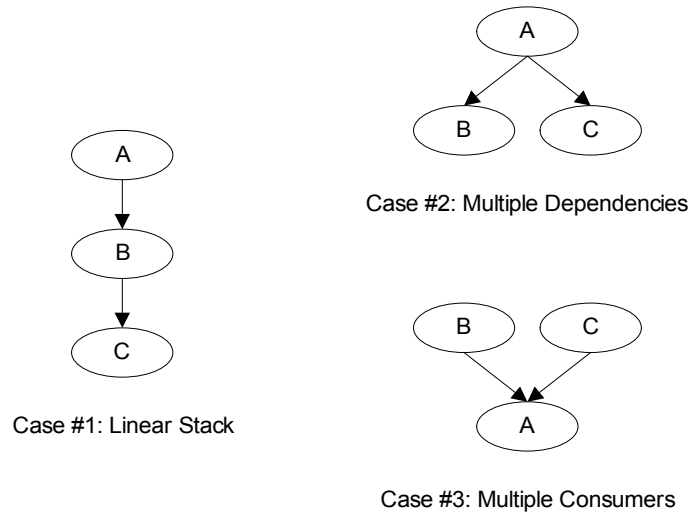 A
B
C
Case #1: Linear Stack
A
B C
Case #2: Multiple Dependencies
B C
A
Case #3: Multiple Consumers